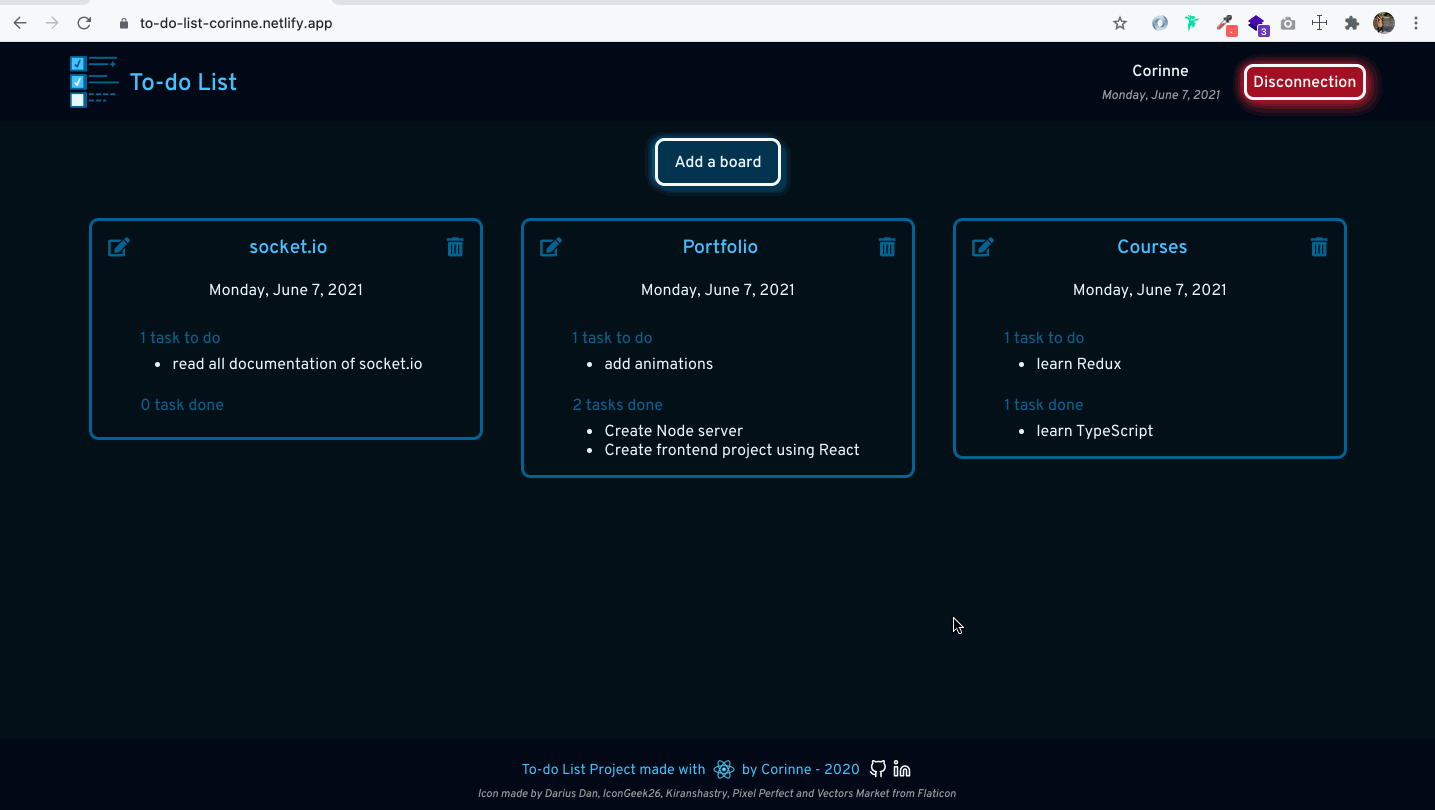 to-do-list-corinne.netlify.app
3
To-do List
Corinne
Monday, June 7, 2021
Disconnection
Add a board
socket.io
Monday, June 7, 2021
1 task to do
read all documentation of socket.io
0 task done
Portfolio
Monday, June 7, 2021
1 task to do
add animations
2 tasks done
Create Node server
Create frontend project using React
Courses
Monday, June 7, 2021
1 task to do
learn Redux
1 task done
learn TypeScript
To-do List Project made with by Corinne - 2020
Icon made by Darius Dan, IconGeek26, Kiranshastry, Pixel Perfect and Vectors Market from Flaticon